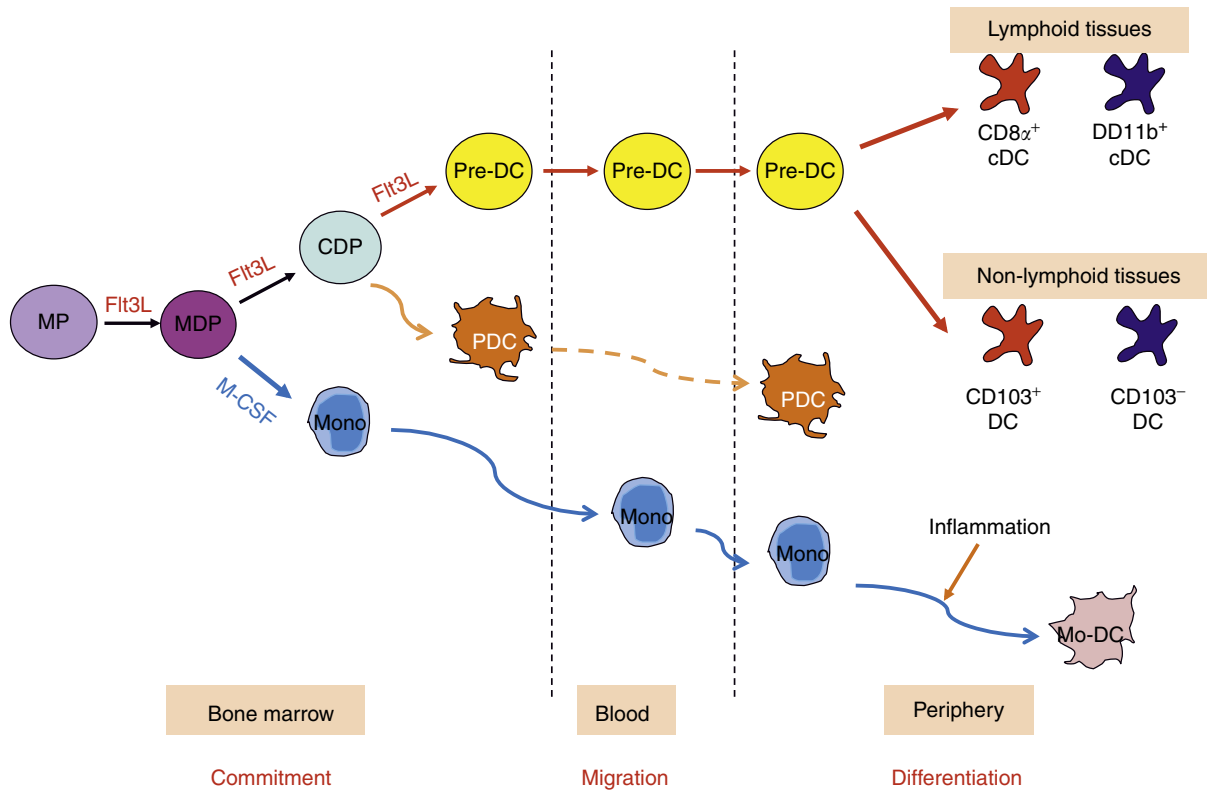 Lymphoid tissues
CD8α⁺
cDC
DD11b⁺
cDC
Pre-DC
Pre-DC
Pre-DC
Flt3L
CDP
Flt3L
Non-lymphoid tissues
MP
Flt3L
MDP
PDC
PDC
CD103⁺
DC
CD103⁻
DC
M-CSF
Mono
Mono
Mono
Inflammation
Mo-DC
Bone marrow
Blood
Periphery
Commitment
Migration
Differentiation